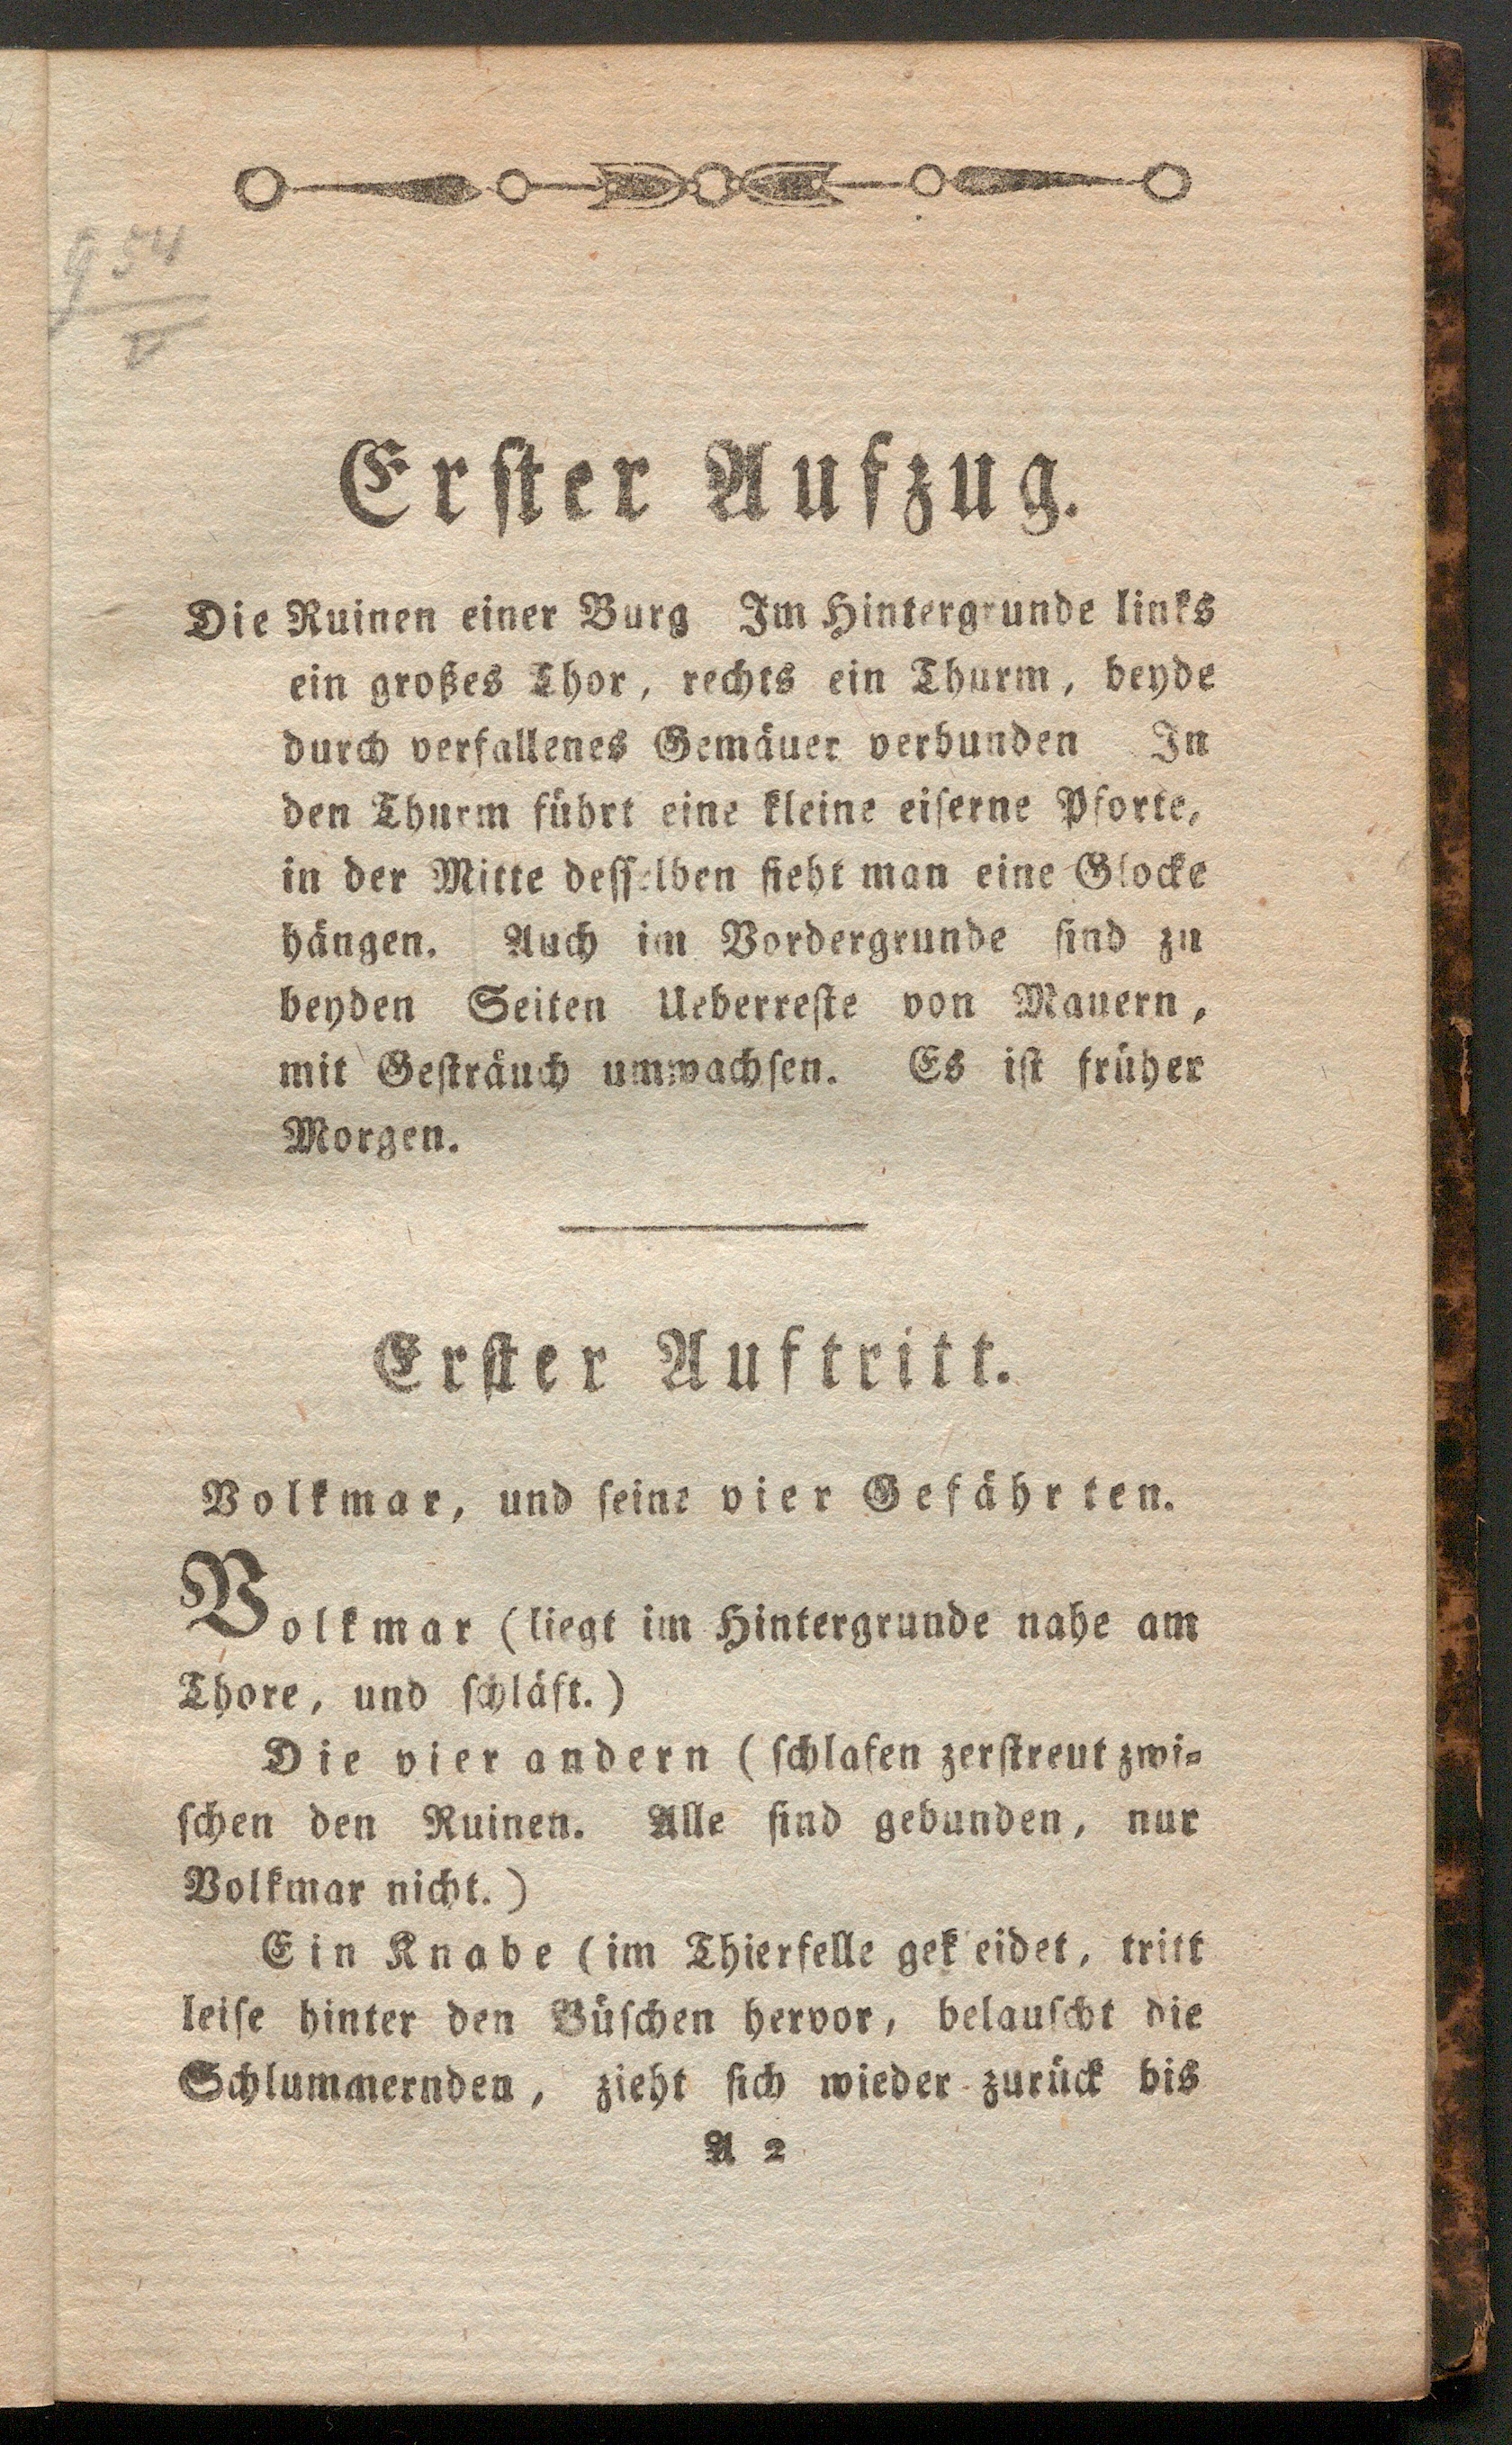 954
V
Erſter Aufzug.
Die Ruinen einer Burg Im Hintergrunde links
ein großes Thor, rechts ein Thurm, beyde
durch verfallenes Gemäuer verbunden In
den Thurm führt eine kleine eiſerne Pforte,
in der Mitte deſſelben ſieht man eine Glocke
hängen. Auch im Vordergrunde ſind zu
beyden Seiten Ueberreſte von Mauern,
mit Geſträuch umwachſen. Es iſt früher
Morgen.
Erſter Auftritt.
Volkmar, und ſeine vier Gefährten.
Volkmar (liegt im Hintergrunde nahe am
Thore, und ſchläft.)
Die vier andern (ſchlafen zerſtreut zwi⸗
ſchen den Ruinen. Alle ſind gebunden, nur
Volkmar nicht.)
Ein Knabe (im Thierfelle gek eidet, tritt
leiſe hinter den Büſchen hervor, belauſcht die
Schlummernden, zieht ſich wieder zurück bis
A 2